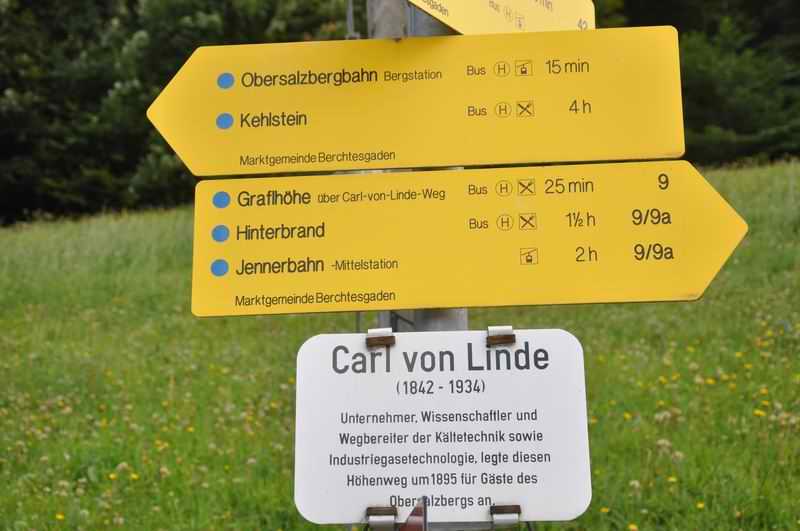 42
Obersalzbergbahn Bergstation Bus H 15 min
Kehlstein Bus H 4 h
Marktgemeinde Berchtesgaden
Graflhöhe über Carl-von-Linde-Weg Bus H 25 min 9
Hinterbrand Bus H 1½ h 9/9a
Jennerbahn -Mittelstation 2 h 9/9a
Marktgemeinde Berchtesgaden
Carl von Linde
(1842 - 1934)
Unternehmer, Wissenschaftler und
Wegbereiter der Kältetechnik sowie
Industriegasetechnologie, legte diesen
Höhenweg um 1895 für Gäste des
Obersalzbergs an.